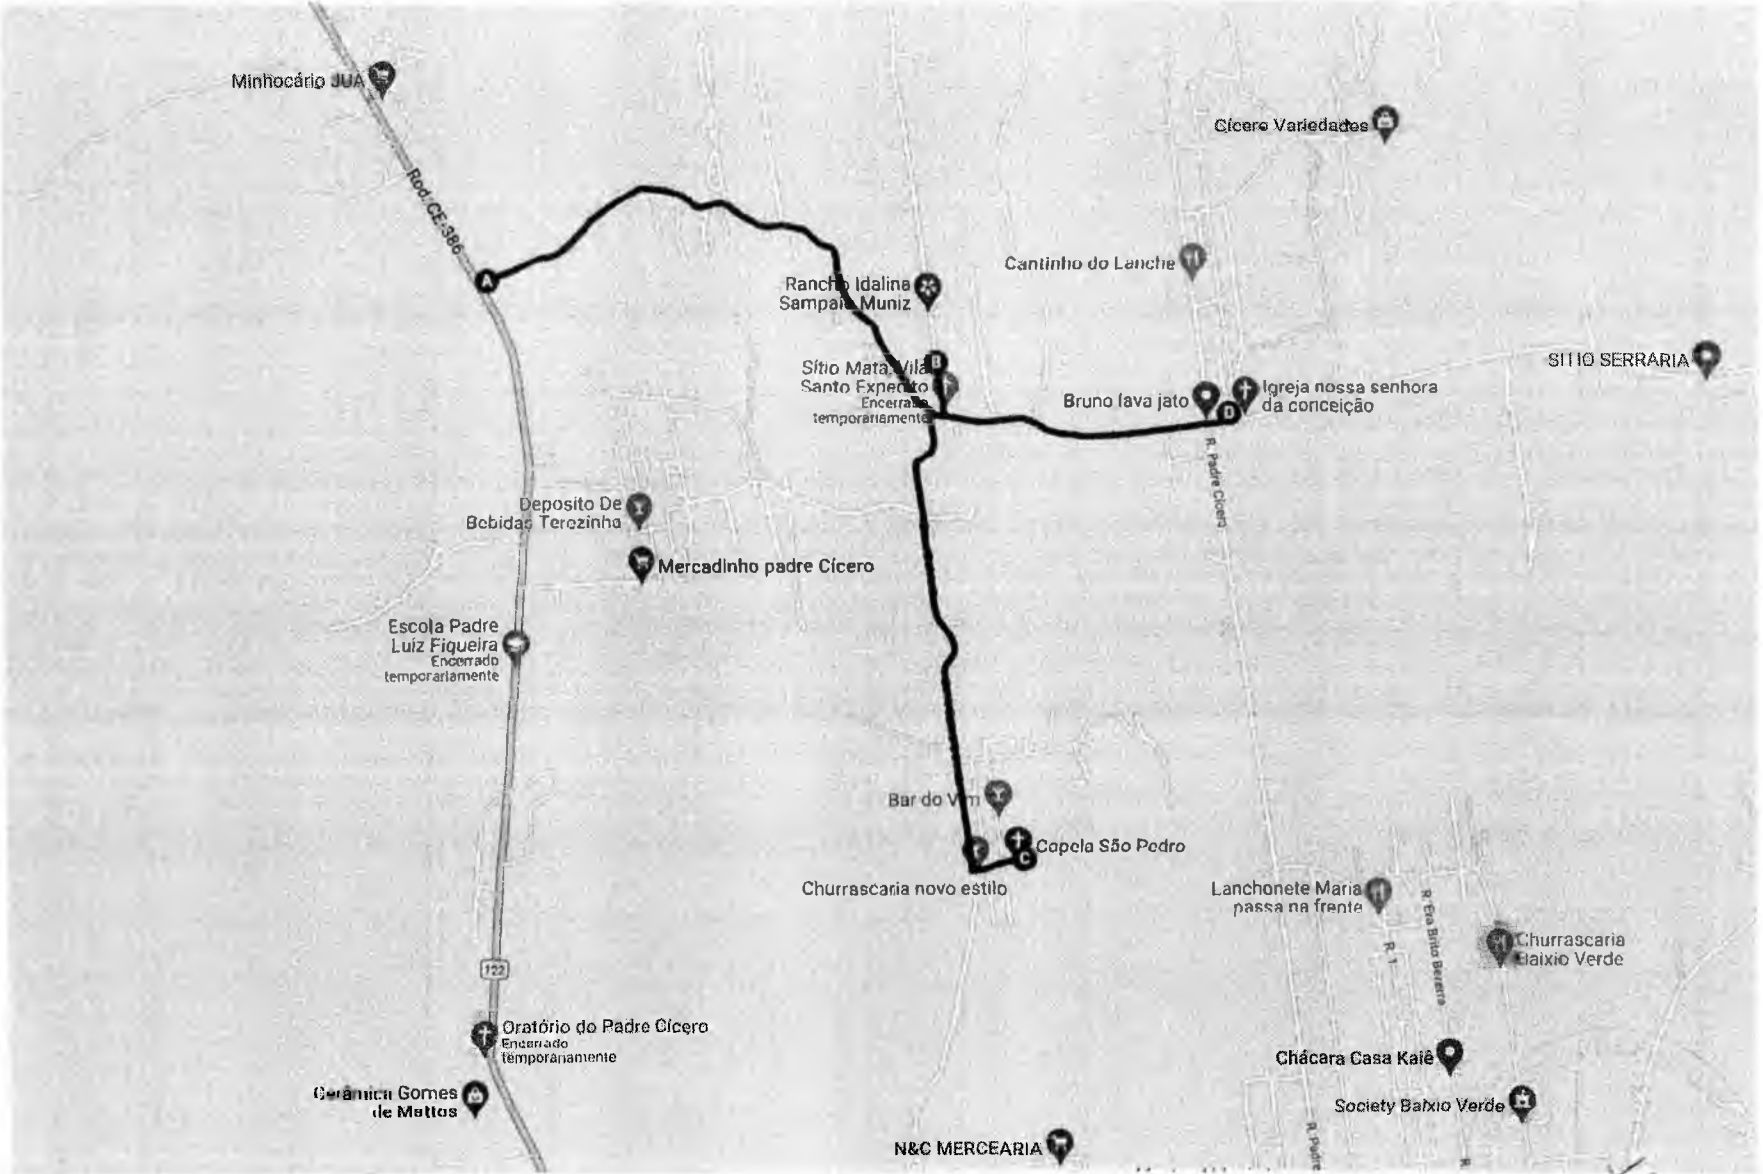 Minhocário JUA
Cícero Variedades
Rod. CE-386
A
Cantinho do Lanche
Rancho Idalina
Sampaio Muniz
B
Sítio Mata, Vila
Santo Expedito
Encerrado
temporariamente
Bruno lava jato
D
Igreja nossa senhora
da conceição
SITIO SERRARIA
R. Padre Cícero
Deposito De
Bebidas Terezinha
Mercadinho padre Cícero
Escola Padre
Luíz Figueira
Encerrado
temporariamente
Bar do Vim
Capela São Pedro
C
Churrascaria novo estilo
Lanchonete Maria
passa na frente
R. 1
R. Eva Brito Bezerra
Churrascaria
Baixio Verde
122
Oratório do Padre Cícero
Encerrado
temporariamente
Cerâmica Gomes
de Mattos
Chácara Casa Kaiê
Society Baixio Verde
N&C MERCEARIA
R. Padre
R.